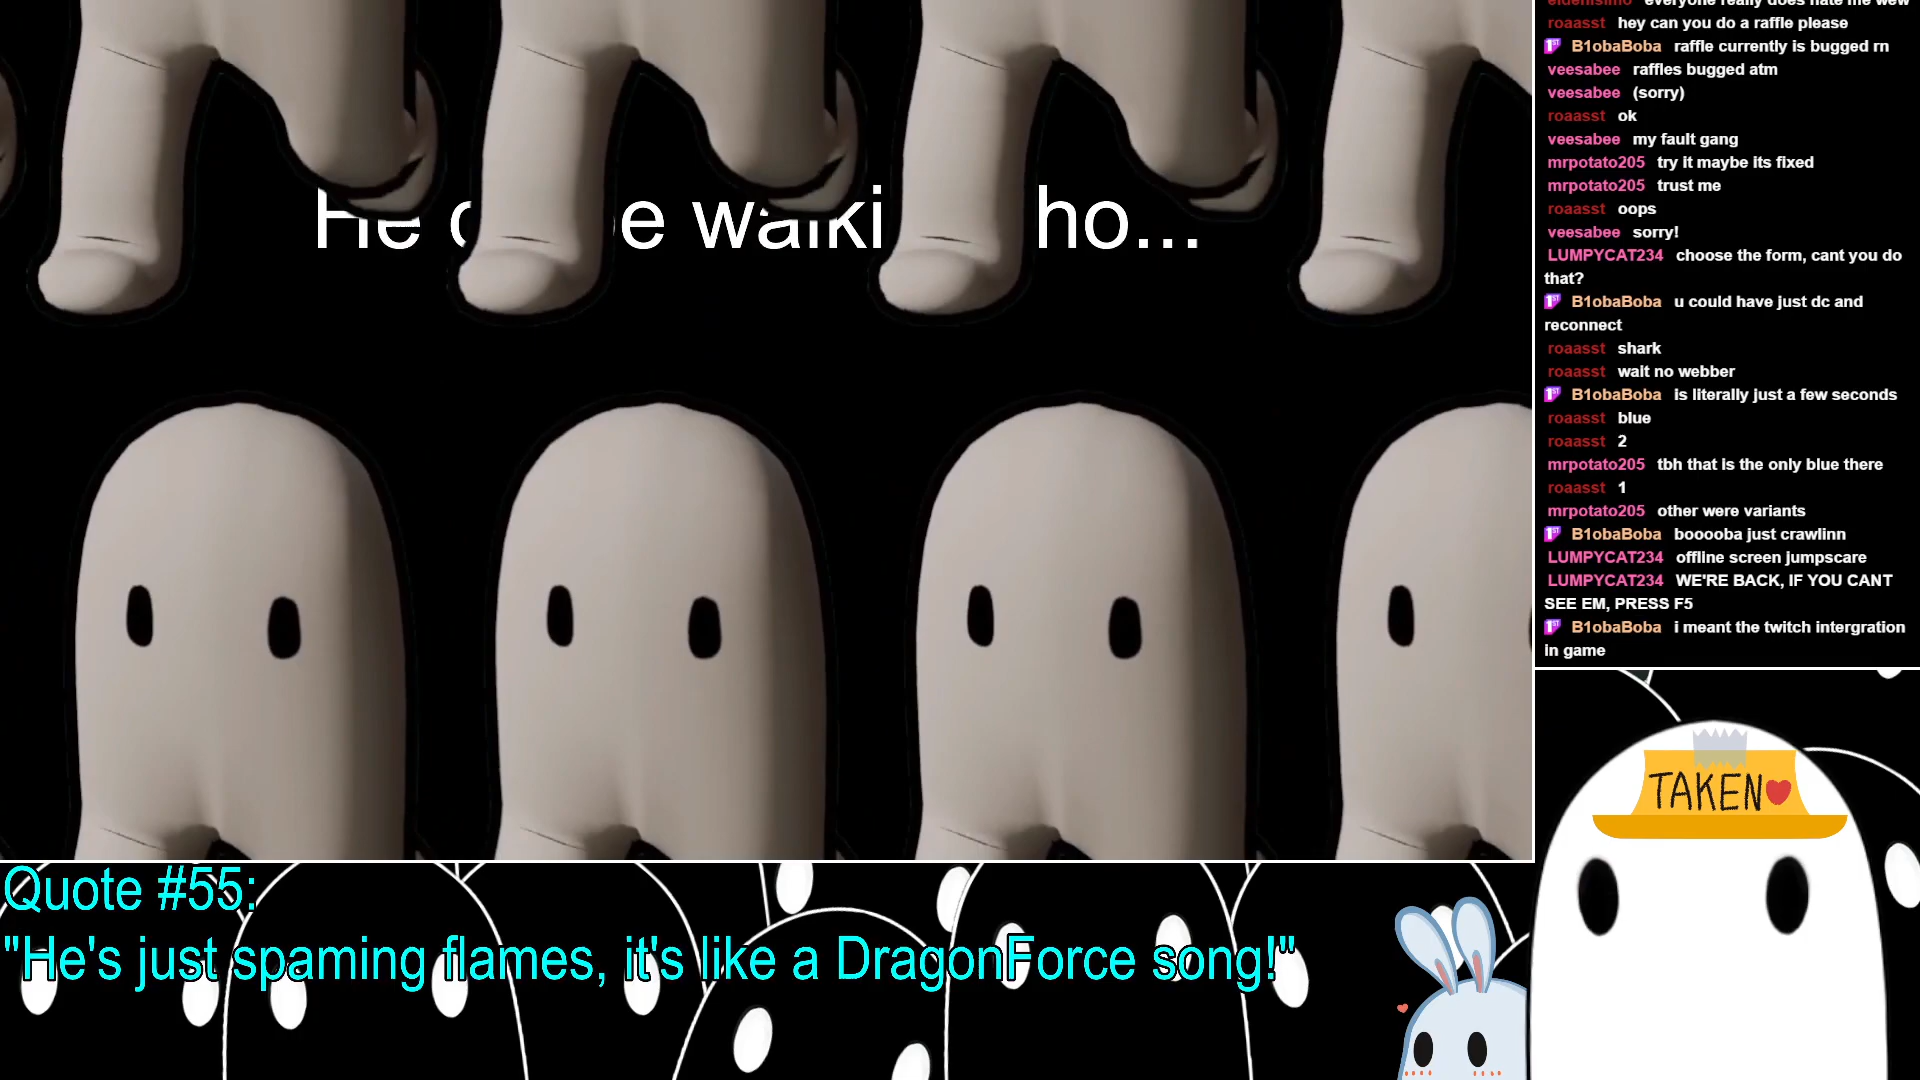 everyone really does hate me wew
roaasst hey can you do a raffle please
B1obaBoba raffle currently is bugged rn
veesabee raffles bugged atm
veesabee (sorry)
roaasst ok
veesabee my fault gang
mrpotato205 try it maybe its fixed
mrpotato205 trust me
roaasst oops
veesabee sorry!
LUMPYCAT234 choose the form, cant you do
that?
B1obaBoba u could have just dc and
reconnect
roaasst shark
roaasst wait no webber
B1obaBoba is literally just a few seconds
roaasst blue
roaasst 2
mrpotato205 tbh that is the only blue there
roaasst 1
mrpotato205 other were variants
B1obaBoba booooba just crawlinn
LUMPYCAT234 offline screen jumpscare
LUMPYCAT234 WE'RE BACK, IF YOU CANT
SEE EM, PRESS F5
B1obaBoba i meant the twitch intergration
in game
He walki ho...
TAKEN
Quote #55:
"He's just spaming flames, it's like a DragonForce song!"